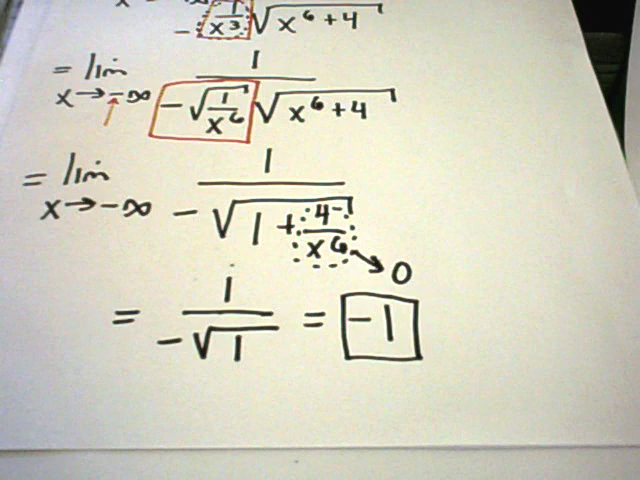 - 1/x³ √(x⁶+4)
= lim x→-∞ 1 / (-√(1/x⁶) √(x⁶+4))
= lim x→-∞ 1 / (-√(1+4/x⁶)) → 0
= 1 / (-√1) = -1